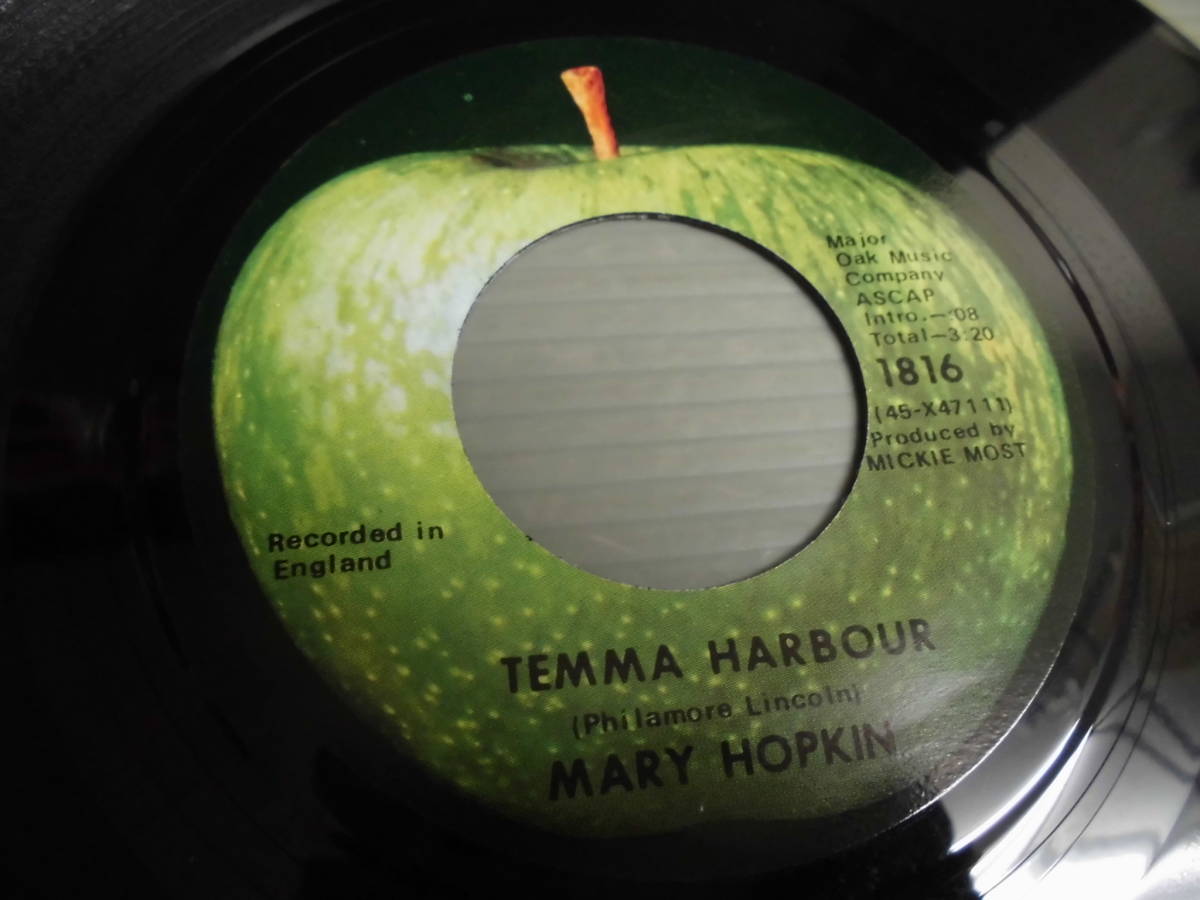 Major
Oak Music
Company
ASCAP
Intro.—:08
Total—3:20
1816
(45-X47111)
Produced by
MICKIE MOST
Recorded in
England
TEMMA HARBOUR
(Philamore Lincoln)
MARY HOPKIN